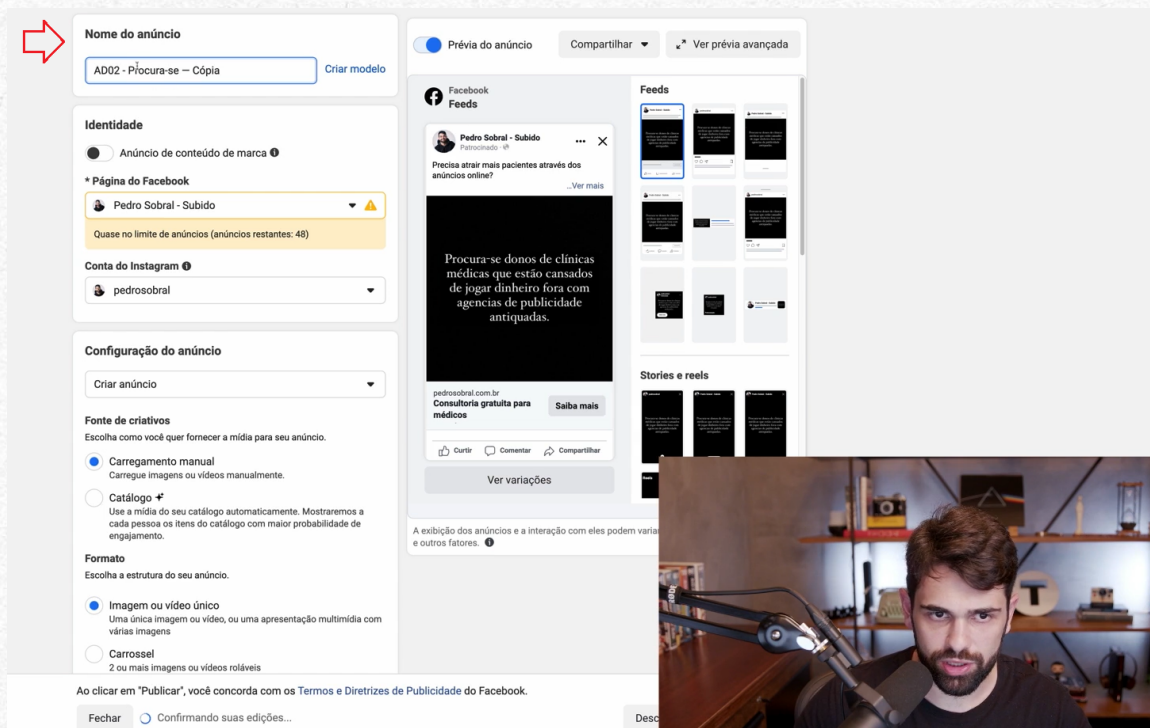 Nome do anúncio
AD02 - Procura-se — Cópia
Criar modelo
Identidade
Anúncio de conteúdo de marca
* Página do Facebook
Pedro Sobral - Subido
Quase no limite de anúncios (anúncios restantes: 48)
Conta do Instagram
pedrosobral
Configuração do anúncio
Criar anúncio
Fonte de criativos
Escolha como você quer fornecer a mídia para seu anúncio.
Carregamento manual
Carregue imagens ou vídeos manualmente.
Catálogo
Use a mídia do seu catálogo automaticamente. Mostraremos a
cada pessoa os itens do catálogo com maior probabilidade de
engajamento.
Formato
Escolha a estrutura do seu anúncio.
Imagem ou vídeo único
Uma única imagem ou vídeo, ou uma apresentação multimídia com
várias imagens
Carrossel
2 ou mais imagens ou vídeos roláveis
Prévia do anúncio
Compartilhar
Ver prévia avançada
Facebook
Feeds
Pedro Sobral - Subido
Patrocinado
Precisa atrair mais pacientes através dos
anúncios online?
...Ver mais
Procura-se donos de clínicas
médicas que estão cansados
de jogar dinheiro fora com
agencias de publicidade
antiquadas.
pedrosobral.com.br
Consultoria gratuita para
médicos
Saiba mais
Curtir
Comentar
Compartilhar
Ver variações
Feeds
Stories e reels
Reels
A exibição dos anúncios e a interação com eles podem varia
e outros fatores.
Ao clicar em "Publicar", você concorda com os Termos e Diretrizes de Publicidade do Facebook.
Fechar
Confirmando suas edições...
Desc